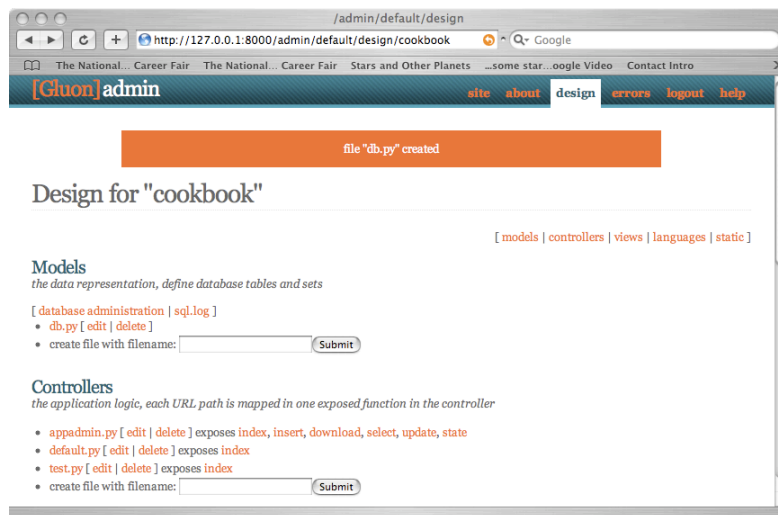 /admin/default/design
http://127.0.0.1:8000/admin/default/design/cookbook Google
The National... Career Fair The National... Career Fair Stars and Other Planets ...some star...oogle Video Contact Intro
[Gluon]admin site about design errors logout help
file "db.py" created
Design for "cookbook"
[ models | controllers | views | languages | static ]
Models
the data representation, define database tables and sets
[ database administration | sql.log ]
db.py [ edit | delete ]
create file with filename: Submit
Controllers
the application logic, each URL path is mapped in one exposed function in the controller
appadmin.py [ edit | delete ] exposes index, insert, download, select, update, state
default.py [ edit | delete ] exposes index
test.py [ edit | delete ] exposes index
create file with filename: Submit